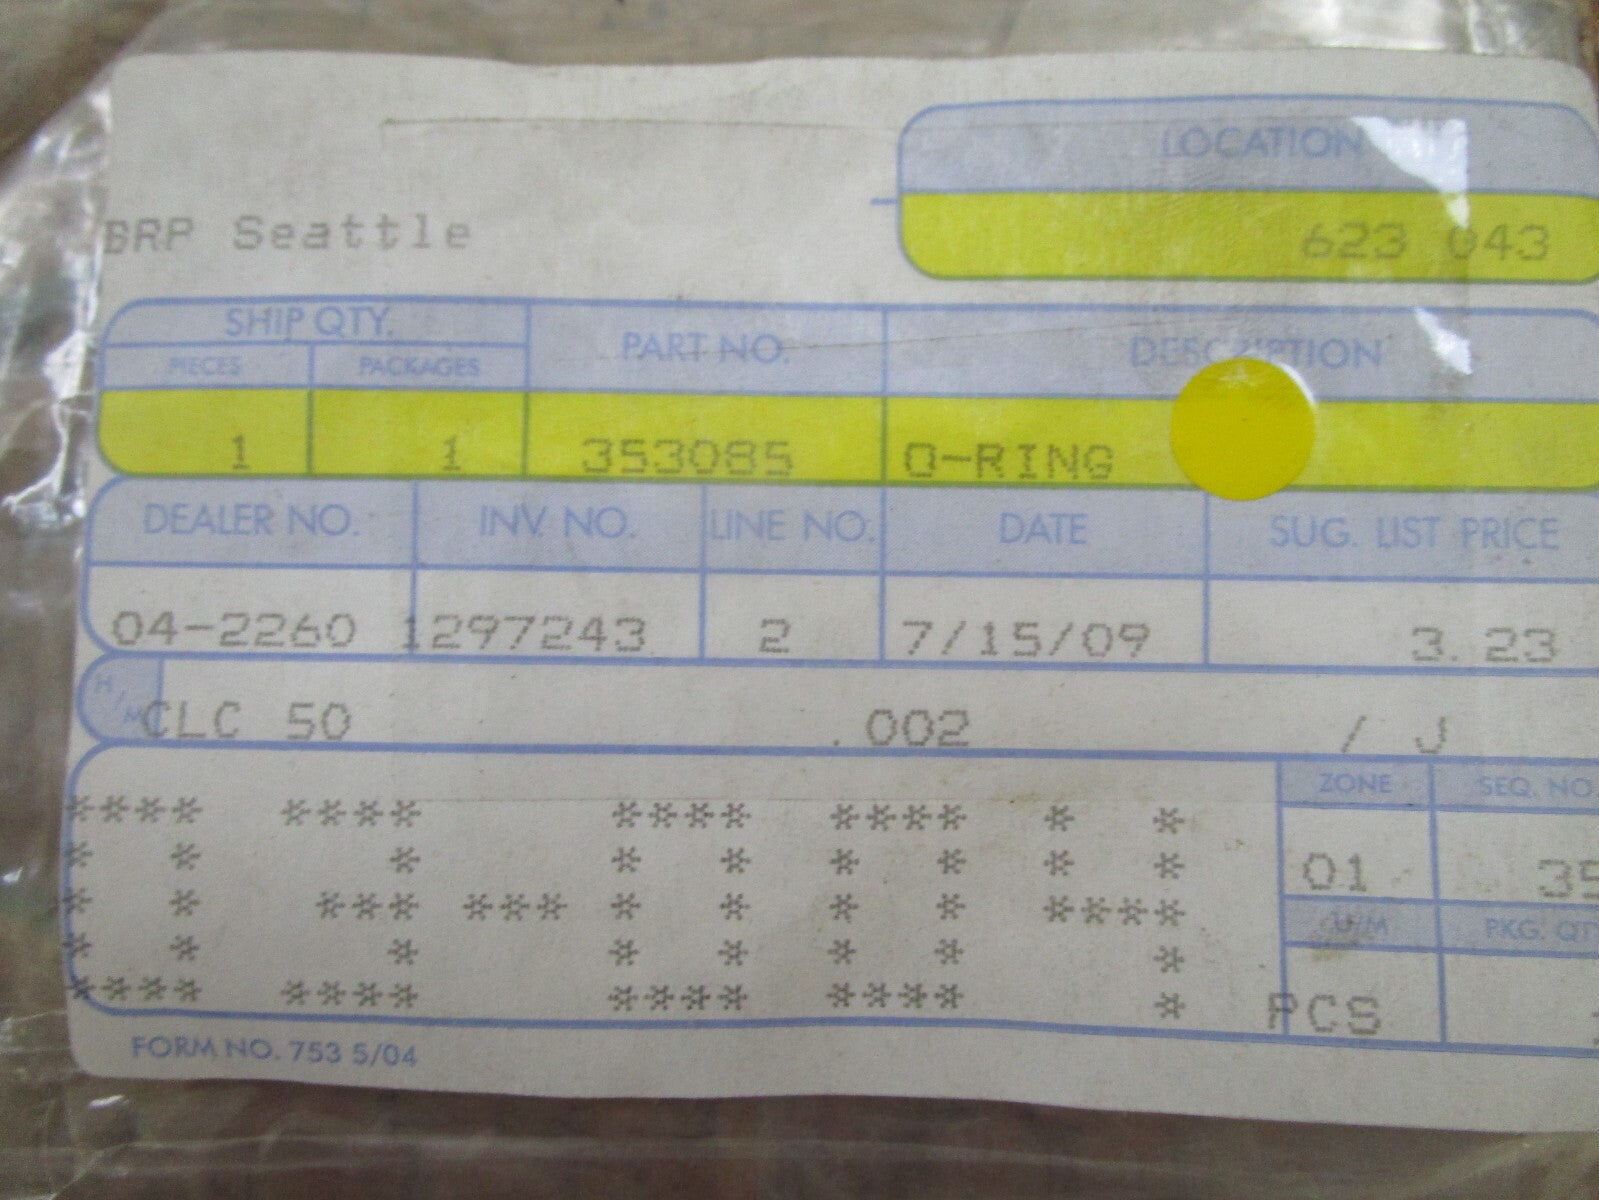 BRP Seattle
LOCATION
623 043
SHIP QTY. PART NO. DESCRIPTION
PIECES PACKAGES
1 1 353085 O-RING
DEALER NO. INV. NO. LINE NO. DATE SUG. LIST PRICE
04-2260 1297243 2 7/15/09 3.23
H/M CLC 50 .002 / J
ZONE SEQ. NO.
01 35
U/M PKG. QT
PCS
**** **** **** **** * *
* * * * * * * * *
* * *** *** * * * * ****
* * * * * * * *
**** **** **** **** *
FORM NO. 753 5/04